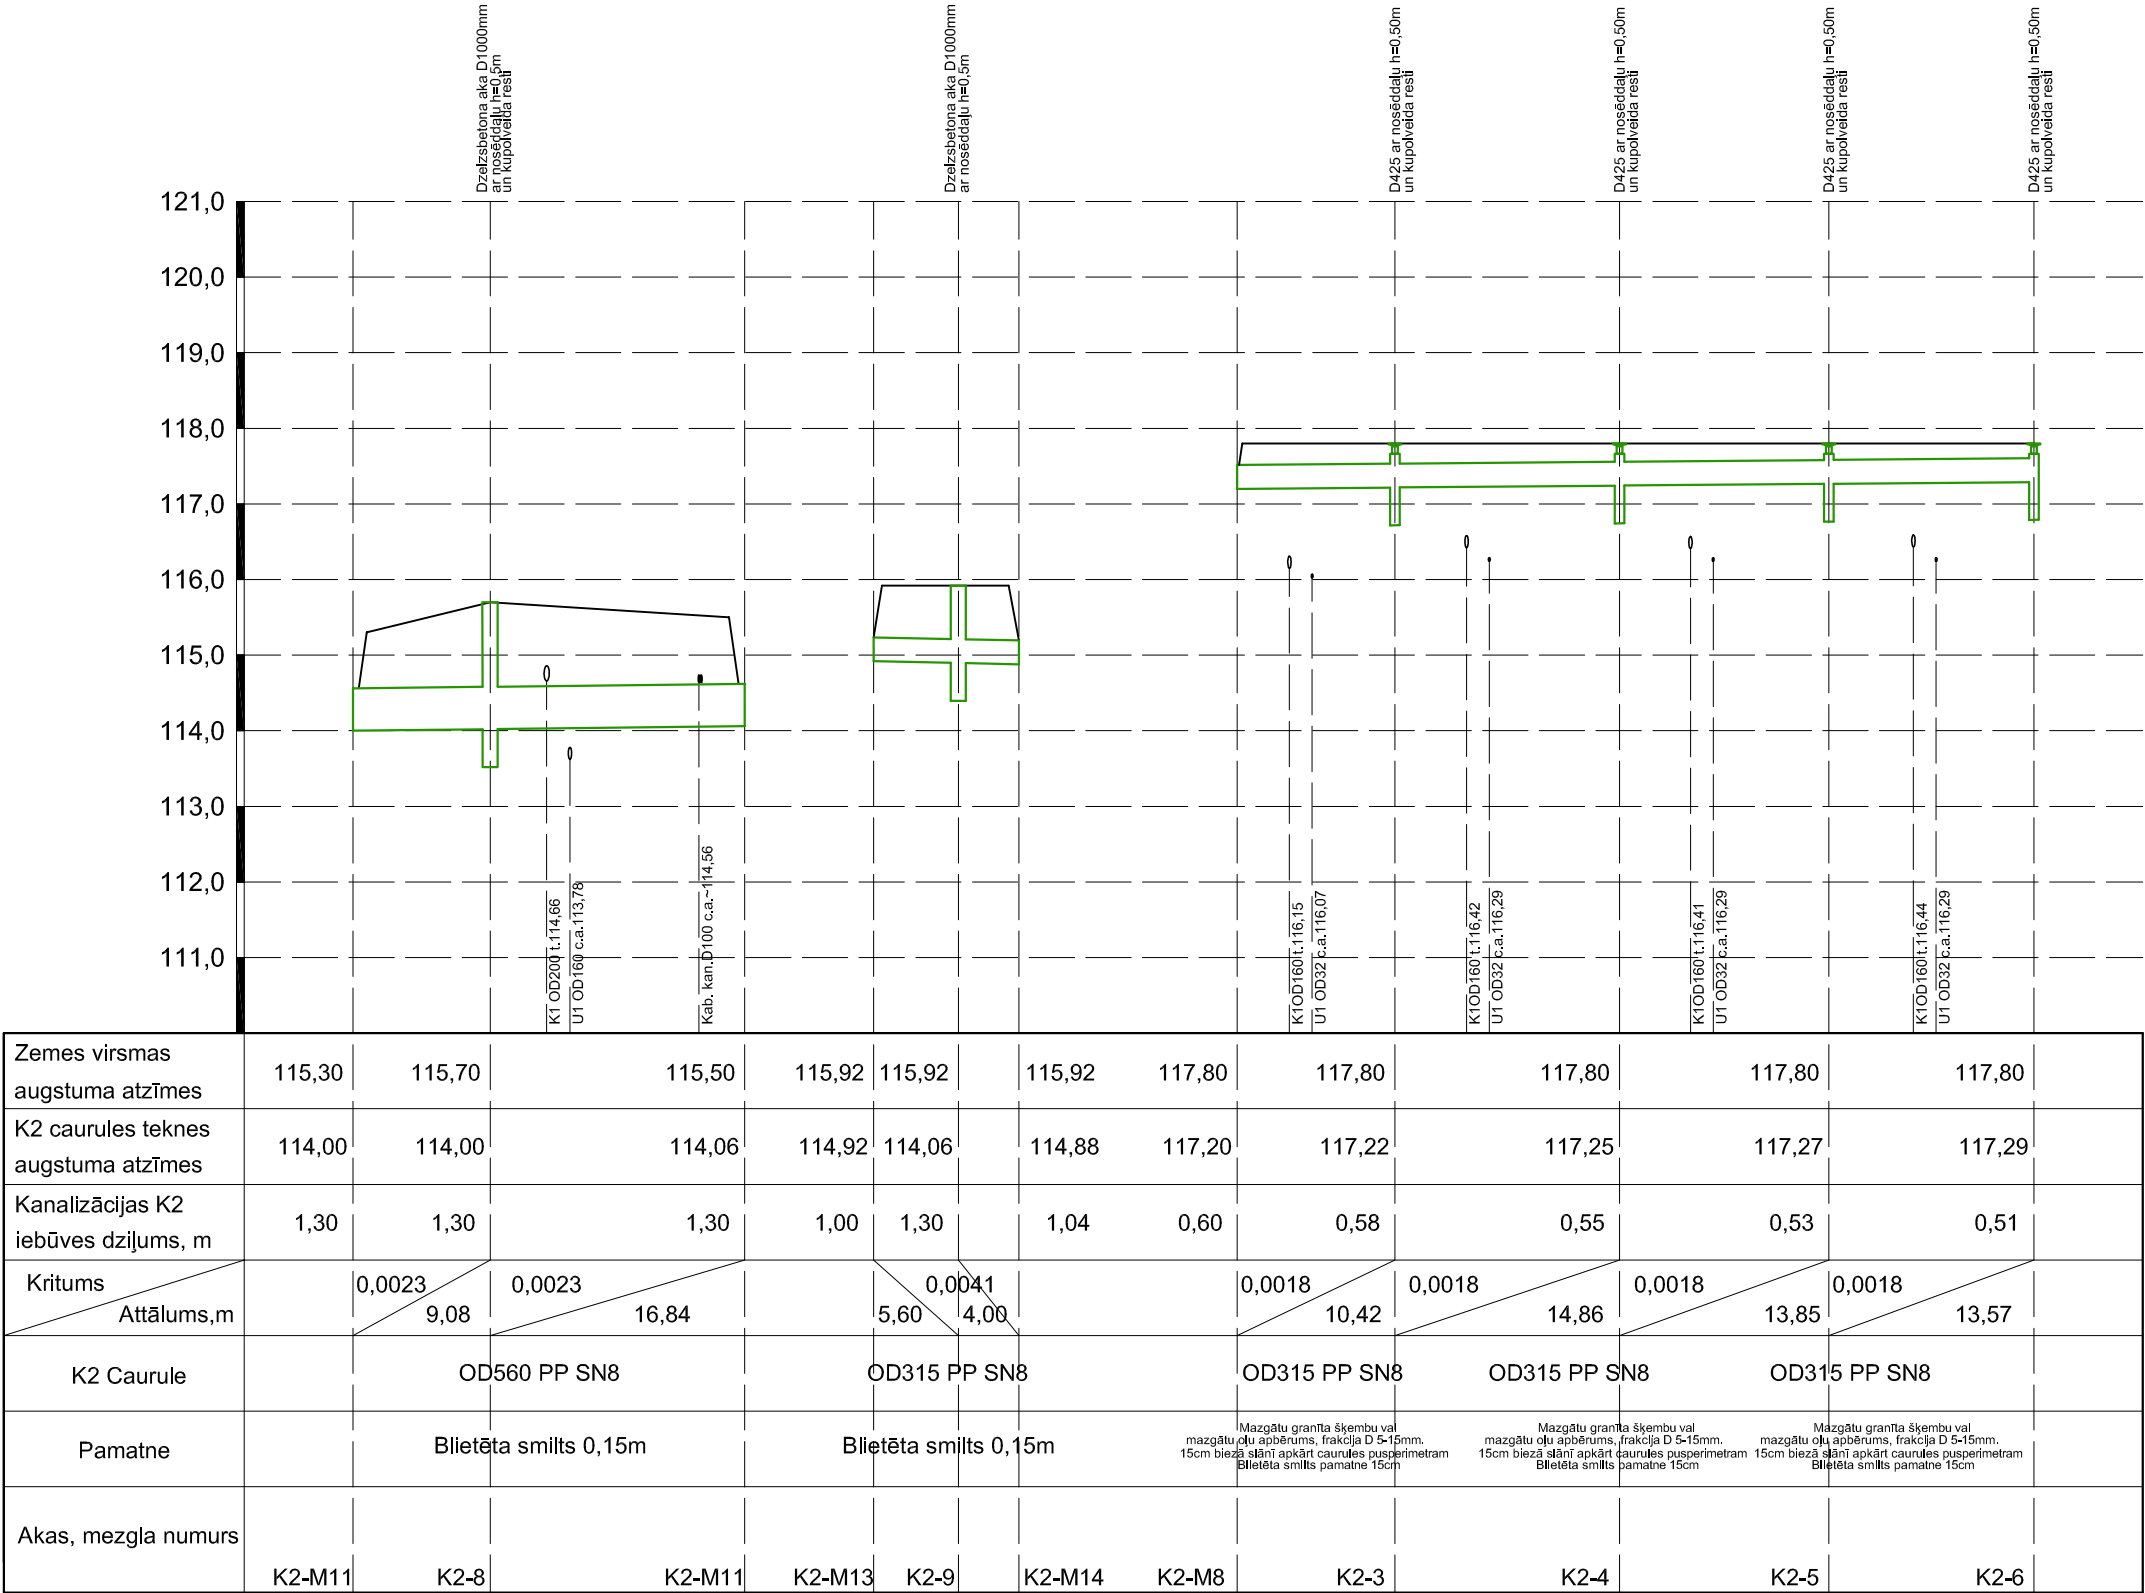 Dzelzsbetona aka D1000mm
ar nosēddaļu h=0,5m
un kupolveida resti
Dzelzsbetona aka D1000mm
ar nosēddaļu h=0,5m
D425 ar nosēddaļu h=0,50m
un kupolveida resti
D425 ar nosēddaļu h=0,50m
un kupolveida resti
D425 ar nosēddaļu h=0,50m
un kupolveida resti
D425 ar nosēddaļu h=0,50m
un kupolveida resti
121,0
120,0
119,0
118,0
117,0
116,0
115,0
114,0
113,0
112,0
111,0
K1 OD200 t.114,66
U1 OD160 c.a.113,78
Kab. kan.D100 c.a.~114,56
K1OD160 t.116,15
U1 OD32 c.a.116,07
K1OD160 t.116,42
U1 OD32 c.a.116,29
K1OD160 t.116,41
U1 OD32 c.a.116,29
K1OD160 t.116,44
U1 OD32 c.a.116,29
Zemes virsmas
augstuma atzīmes
115,30 115,70 115,50 115,92 115,92 115,92 117,80 117,80 117,80 117,80 117,80
K2 caurules teknes
augstuma atzīmes
114,00 114,00 114,06 114,92 114,06 114,88 117,20 117,22 117,25 117,27 117,29
Kanalizācijas K2
iebūves dziļums, m
1,30 1,30 1,30 1,00 1,30 1,04 0,60 0,58 0,55 0,53 0,51
Kritums
0,0023 0,0023 0,0041 0,0018 0,0018 0,0018 0,0018
Attālums,m
9,08 16,84 5,60 4,00 10,42 14,86 13,85 13,57
K2 Caurule
OD560 PP SN8 OD315 PP SN8 OD315 PP SN8 OD315 PP SN8 OD315 PP SN8
Pamatne
Blietēta smilts 0,15m
Blietēta smilts 0,15m
Mazgātu granīta šķembu vai
mazgātu oļu apbērums, frakcija D 5-15mm.
15cm biezā slānī apkārt caurules pusperimetram
Blietēta smilts pamatne 15cm
Mazgātu granīta šķembu vai
mazgātu oļu apbērums, frakcija D 5-15mm.
15cm biezā slānī apkārt caurules pusperimetram
Blietēta smilts pamatne 15cm
Mazgātu granīta šķembu vai
mazgātu oļu apbērums, frakcija D 5-15mm.
15cm biezā slānī apkārt caurules pusperimetram
Blietēta smilts pamatne 15cm
Akas, mezgla numurs
K2-M11 K2-8 K2-M11 K2-M13 K2-9 K2-M14 K2-M8 K2-3 K2-4 K2-5 K2-6